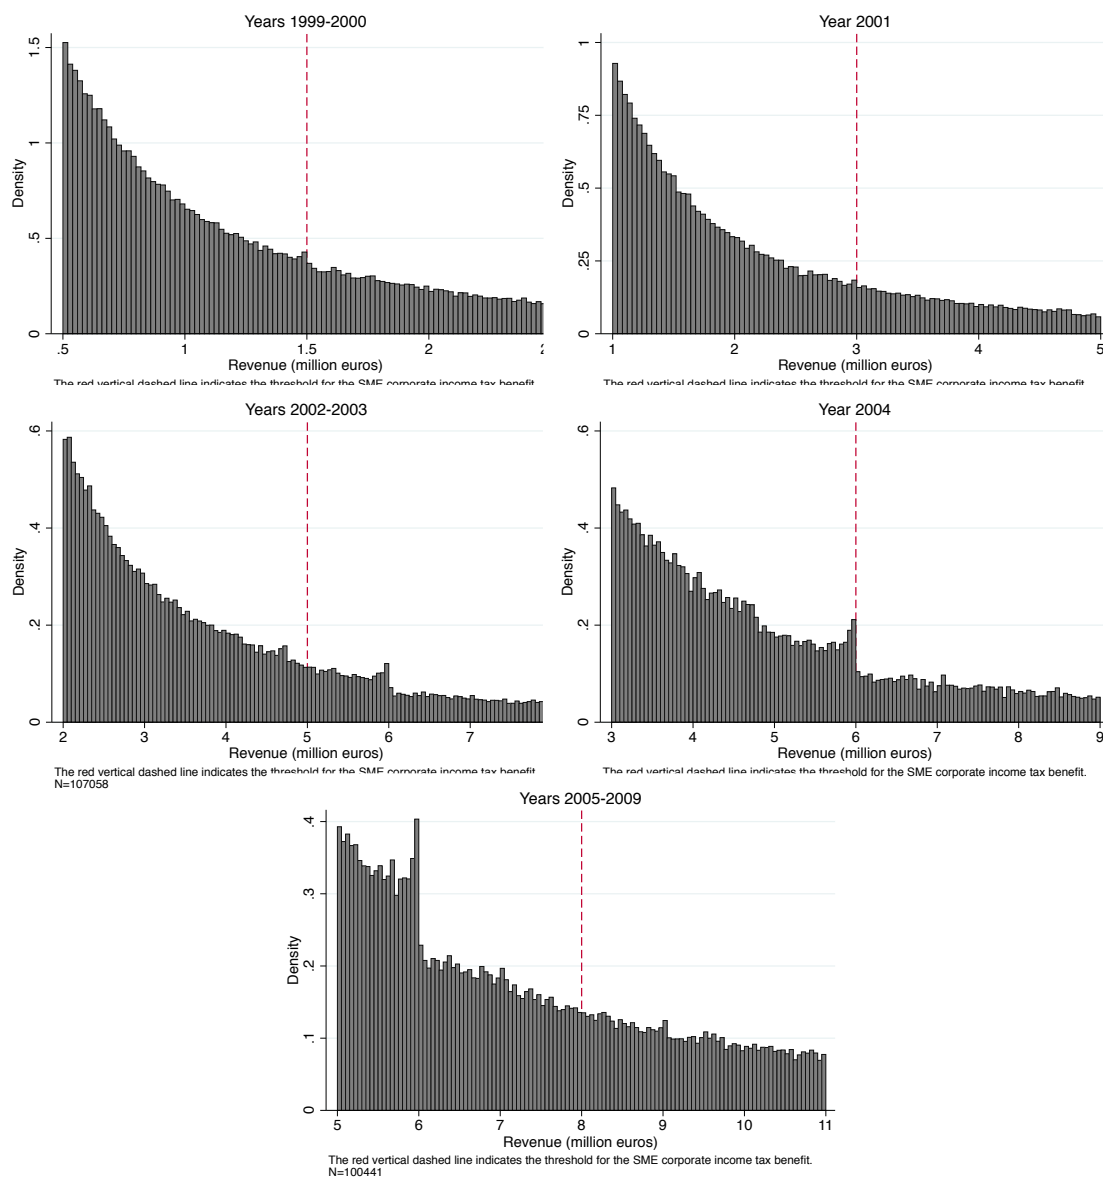 Years 1999-2000
Density
0 .5 1 1.5
.5 1 1.5 2
Revenue (million euros)
The red vertical dashed line indicates the threshold for the SME corporate income tax benefit.
Year 2001
Density
0 .25 .5 .75 1
1 2 3 4 5
Revenue (million euros)
The red vertical dashed line indicates the threshold for the SME corporate income tax benefit.
Years 2002-2003
Density
0 .2 .4 .6
2 3 4 5 6 7
Revenue (million euros)
The red vertical dashed line indicates the threshold for the SME corporate income tax benefit.
N=107058
Year 2004
Density
0 .2 .4 .6
3 4 5 6 7 8 9
Revenue (million euros)
The red vertical dashed line indicates the threshold for the SME corporate income tax benefit.
Years 2005-2009
Density
0 .1 .2 .3 .4
5 6 7 8 9 10 11
Revenue (million euros)
The red vertical dashed line indicates the threshold for the SME corporate income tax benefit.
N=100441